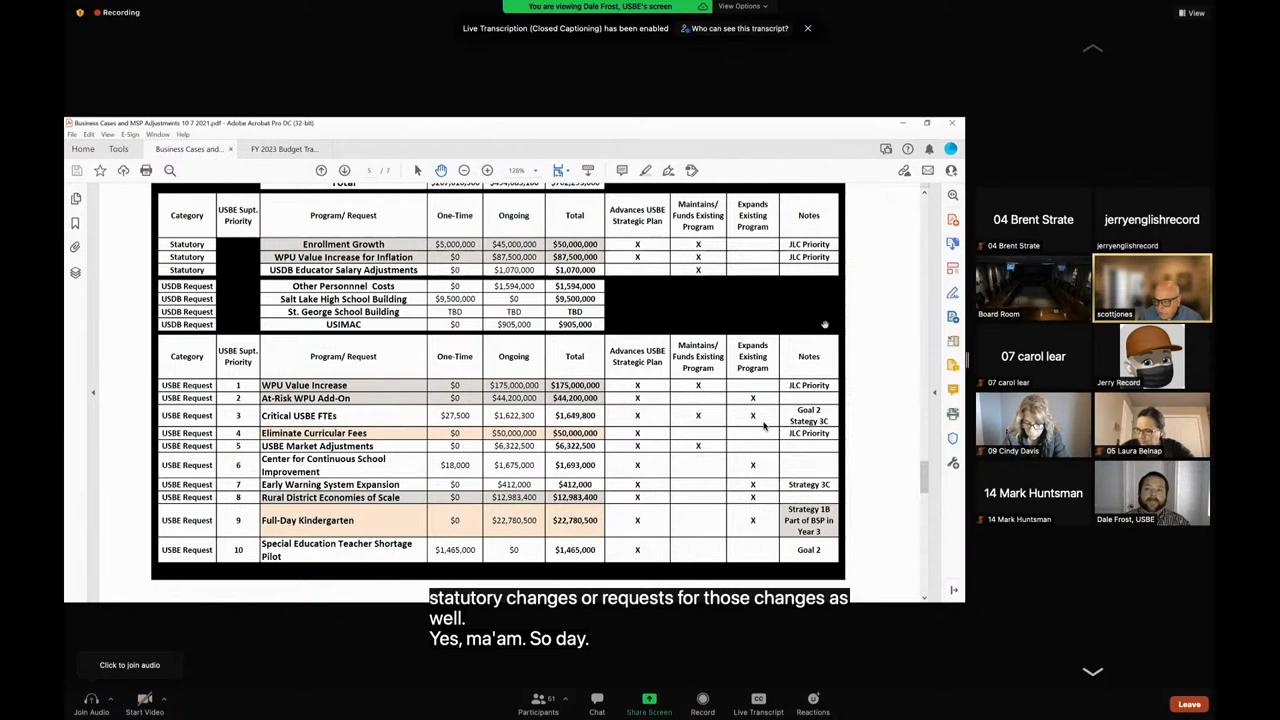 Recording
You are viewing Dale Frost, USBE's screen
View Options
View
Live Transcription (Closed Captioning) has been enabled
Who can see this transcript?
Business Cases and MSP Adjustments 10 7 2021.pdf - Adobe Acrobat Pro DC (32-bit)
File Edit View E-Sign Window Help
Home Tools Business Cases and... × FY 2023 Budget Tra...
5 / 7 128%
Total
Category USBE Supt. Priority Program/ Request One-Time Ongoing Total Advances USBE Strategic Plan Maintains/ Funds Existing Program Expands Existing Program Notes
Statutory Enrollment Growth $5,000,000 $45,000,000 $50,000,000 X X JLC Priority
Statutory WPU Value Increase for Inflation $0 $87,500,000 $87,500,000 X X JLC Priority
Statutory USDB Educator Salary Adjustments $0 $1,070,000 $1,070,000 X
USDB Request Other Personnnel Costs $0 $1,594,000 $1,594,000
USDB Request Salt Lake High School Building $9,500,000 $0 $9,500,000
USDB Request St. George School Building TBD TBD TBD
USDB Request USIMAC $0 $905,000 $905,000
Category USBE Supt. Priority Program/ Request One-Time Ongoing Total Advances USBE Strategic Plan Maintains/ Funds Existing Program Expands Existing Program Notes
USBE Request 1 WPU Value Increase $0 $175,000,000 $175,000,000 X X JLC Priority
USBE Request 2 At-Risk WPU Add-On $0 $44,200,000 $44,200,000 X X
USBE Request 3 Critical USBE FTEs $27,500 $1,622,300 $1,649,800 X X X Goal 2 Stategy 3C
USBE Request 4 Eliminate Curricular Fees $0 $50,000,000 $50,000,000 X JLC Priority
USBE Request 5 USBE Market Adjustments $0 $6,322,500 $6,322,500 X X
USBE Request 6 Center for Continuous School Improvement $18,000 $1,675,000 $1,693,000 X X
USBE Request 7 Early Warning System Expansion $0 $412,000 $412,000 X X Strategy 3C
USBE Request 8 Rural District Economies of Scale $0 $12,983,400 $12,983,400 X X
USBE Request 9 Full-Day Kindergarten $0 $22,780,500 $22,780,500 X X Strategy 1B Part of BSP in Year 3
USBE Request 10 Special Education Teacher Shortage Pilot $1,465,000 $0 $1,465,000 X Goal 2
statutory changes or requests for those changes as
well.
Yes, ma'am. So day.
04 Brent Strate
04 Brent Strate
jerryenglishrecord
jerryenglishrecord
Board Room
scottjones
07 carol lear
07 carol lear
Jerry Record
09 Cindy Davis
05 Laura Belnap
14 Mark Huntsman
14 Mark Huntsman
Dale Frost, USBE
Click to join audio
Join Audio
Start Video
51
Participants
Chat
Share Screen
Record
Live Transcript
Reactions
Leave